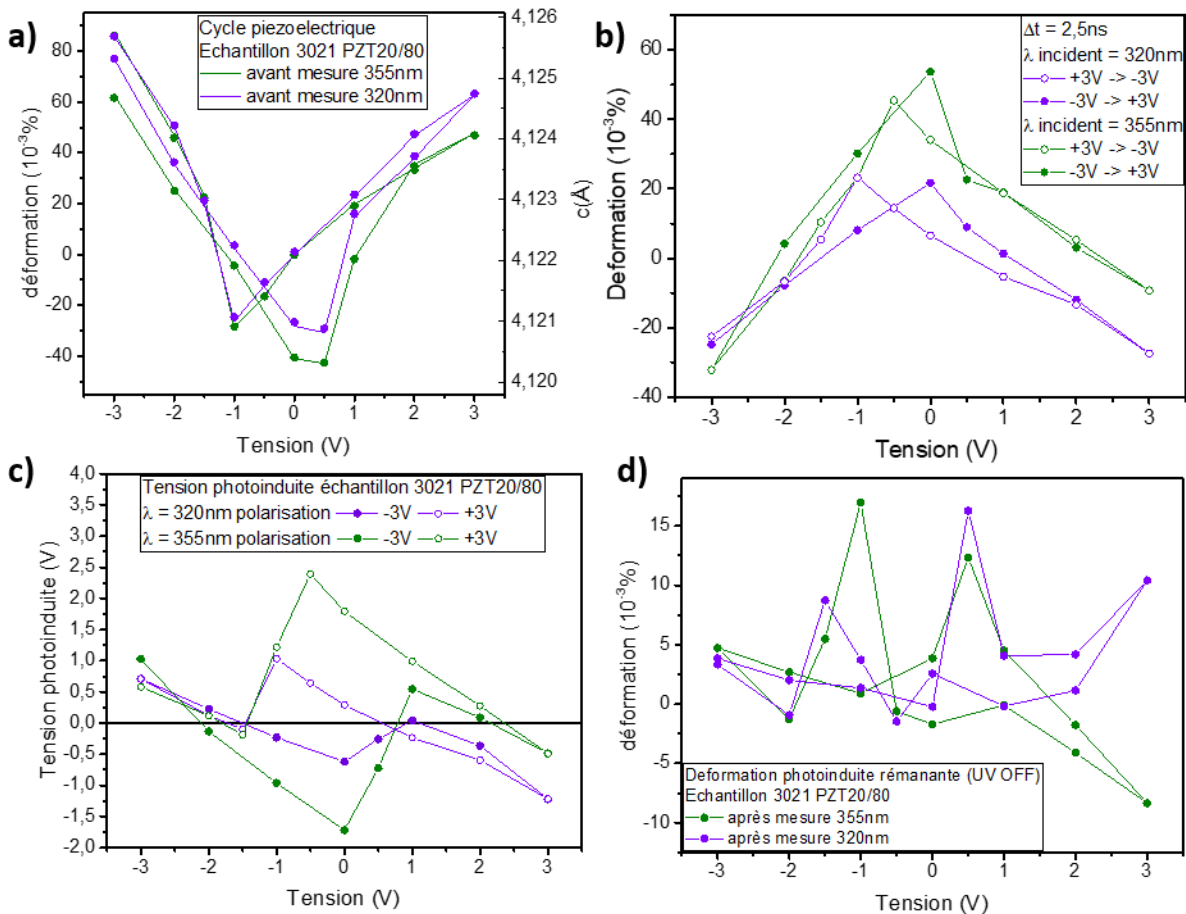 a)
Cycle piezoelectrique
Echantillon 3021 PZT20/80
avant mesure 355nm
avant mesure 320nm
déformation (10⁻³%)
80
60
40
20
0
-20
-40
4,126
4,125
4,124
4,123
4,122
4,121
4,120
c(Å)
-3 -2 -1 0 1 2 3
Tension (V)
b)
Δt = 2,5ns
λ incident = 320nm
+3V -> -3V
-3V -> +3V
λ incident = 355nm
+3V -> -3V
-3V -> +3V
Deformation (10⁻³%)
60
40
20
0
-20
-40
-3 -2 -1 0 1 2 3
Tension (V)
c)
Tension photoinduite échantillon 3021 PZT20/80
λ = 320nm polarisation -3V +3V
λ = 355nm polarisation -3V +3V
Tension photoinduite (V)
4,0
3,5
3,0
2,5
2,0
1,5
1,0
0,5
0,0
-0,5
-1,0
-1,5
-2,0
-3 -2 -1 0 1 2 3
Tension (V)
d)
déformation (10⁻³%)
15
10
5
0
-5
-10
Deformation photoinduite rémanante (UV OFF)
Echantillon 3021 PZT20/80
après mesure 355nm
après mesure 320nm
-3 -2 -1 0 1 2 3
Tension (V)